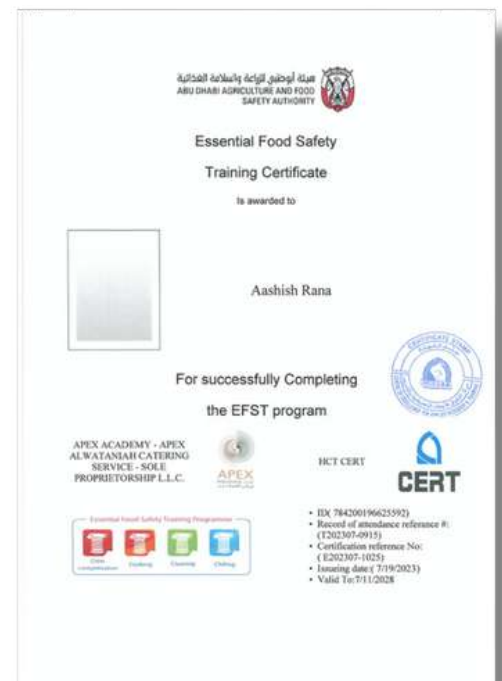 هيئة أبوظبي للزراعة والسلامة الغذائية
ABU DHABI AGRICULTURE AND FOOD
SAFETY AUTHORITY
Essential Food Safety
Training Certificate
Is awarded to
Aashish Rana
For successfully Completing
the EFST program
APEX ACADEMY - APEX
ALWATANIAH CATERING
SERVICE - SOLE
PROPRIETORSHIP L.L.C.
APEX
HCT CERT
CERT
Essential Food Safety Training Programme
Cross
contamination
Cooking
Cleaning
Chilling
• ID( 784200196625592)
• Record of attendance reference #:
(T202307-0915)
• Certification reference No:
( E202307-1025)
• Issuing date:( 7/19/2023)
• Valid To:7/11/2028